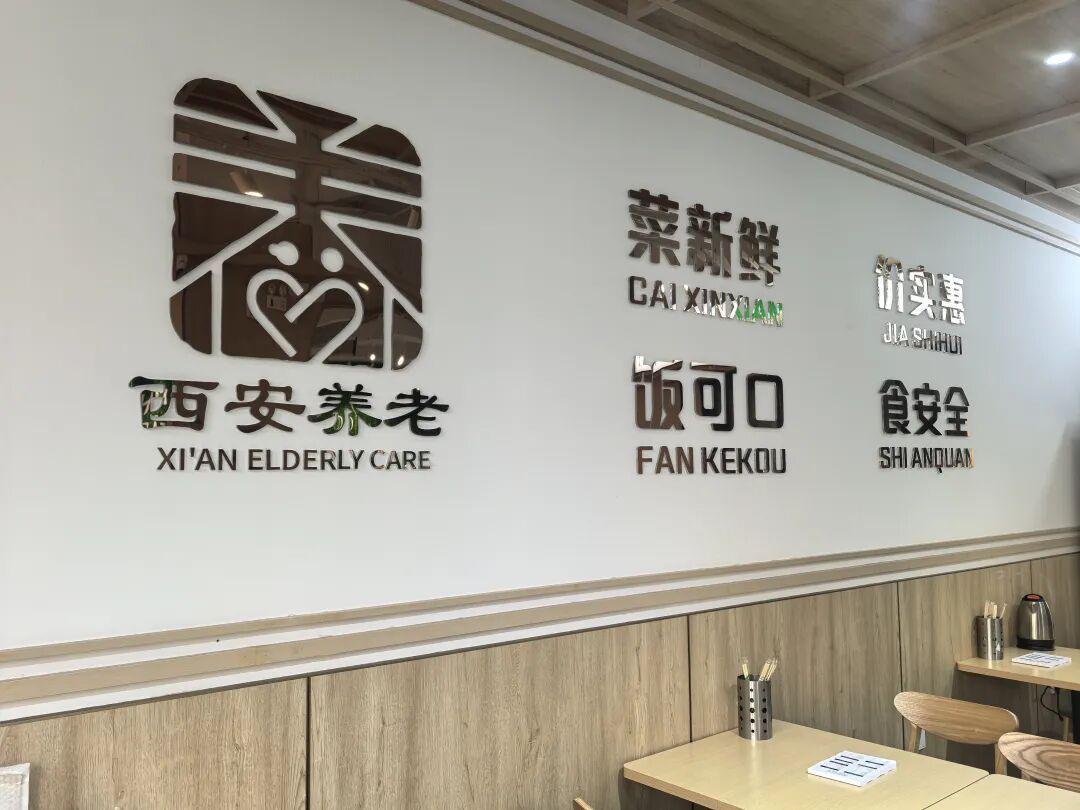 西安养老
XI'AN ELDERLY CARE
菜新鲜
CAI XINXIAN
饭可口
FAN KEKOU
价实惠
JIA SHIHUI
食安全
SHI ANQUAN